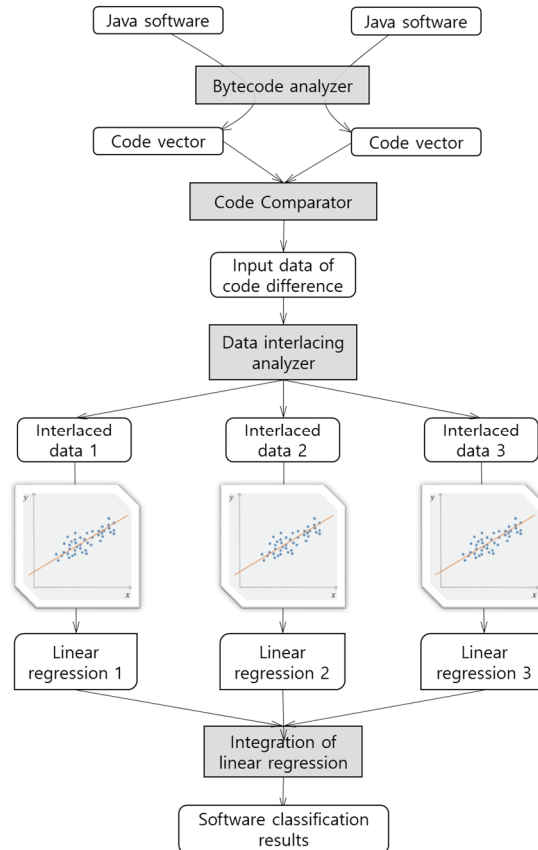 Java software
Java software
Bytecode analyzer
Code vector
Code vector
Code Comparator
Input data of
code difference
Data interlacing
analyzer
Interlaced
data 1
Interlaced
data 2
Interlaced
data 3
y
x
y
x
y
x
Linear
regression 1
Linear
regression 2
Linear
regression 3
Integration of
linear regression
Software classification
results